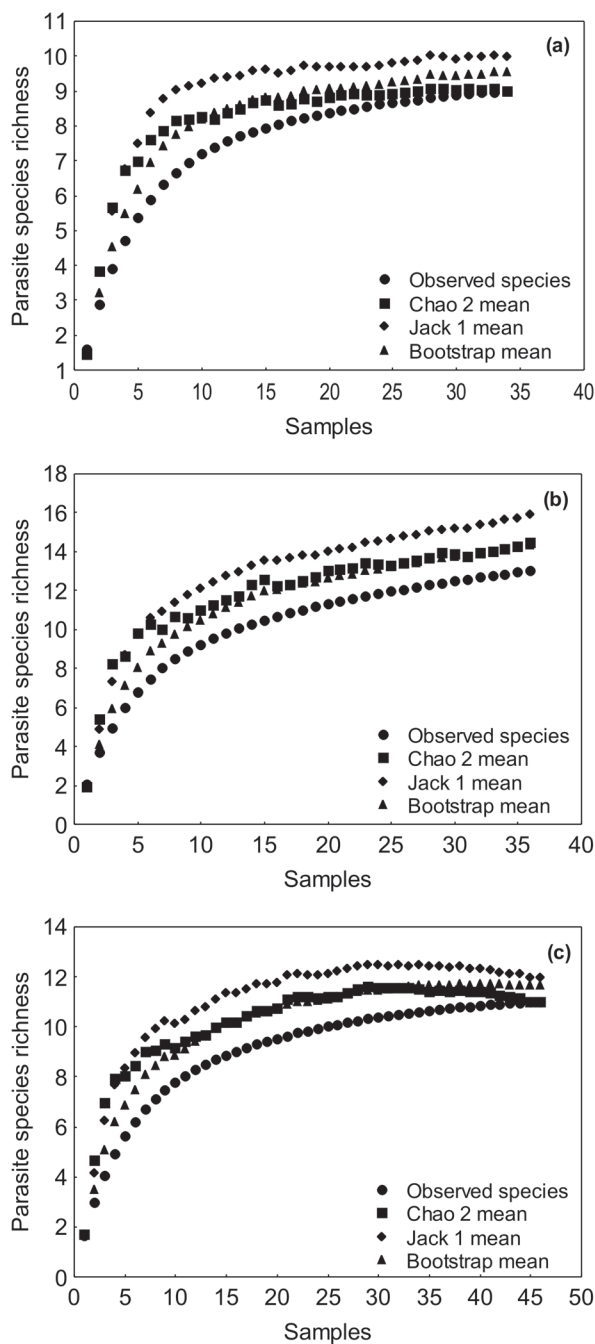 (a)
Parasite species richness
10
9
8
7
6
5
4
3
2
1
Observed species
Chao 2 mean
Jack 1 mean
Bootstrap mean
0 5 10 15 20 25 30 35 40
Samples
(b)
Parasite species richness
18
16
14
12
10
8
6
4
2
0
Observed species
Chao 2 mean
Jack 1 mean
Bootstrap mean
0 5 10 15 20 25 30 35 40
Samples
(c)
Parasite species richness
14
12
10
8
6
4
2
0
Observed species
Chao 2 mean
Jack 1 mean
Bootstrap mean
0 5 10 15 20 25 30 35 40 45 50
Samples